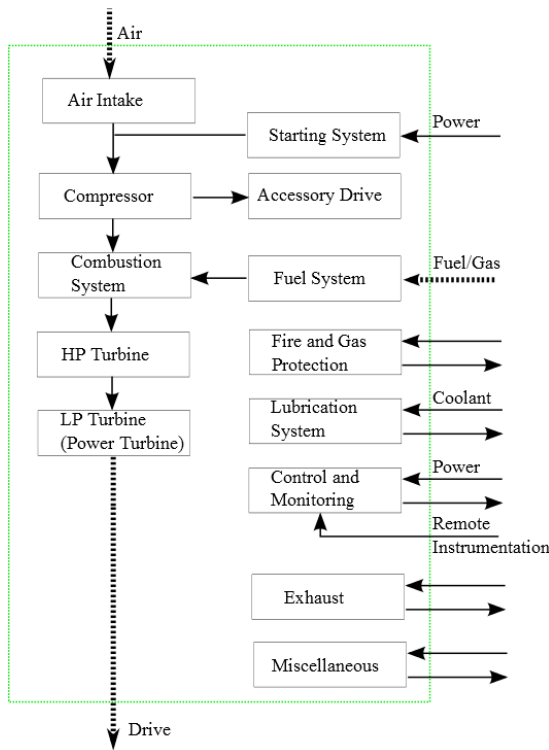 Air
Air Intake
Starting System
Power
Compressor
Accessory Drive
Combustion
System
Fuel System
Fuel/Gas
HP Turbine
Fire and Gas
Protection
LP Turbine
(Power Turbine)
Lubrication
System
Coolant
Control and
Monitoring
Power
Remote
Instrumentation
Exhaust
Miscellaneous
Drive